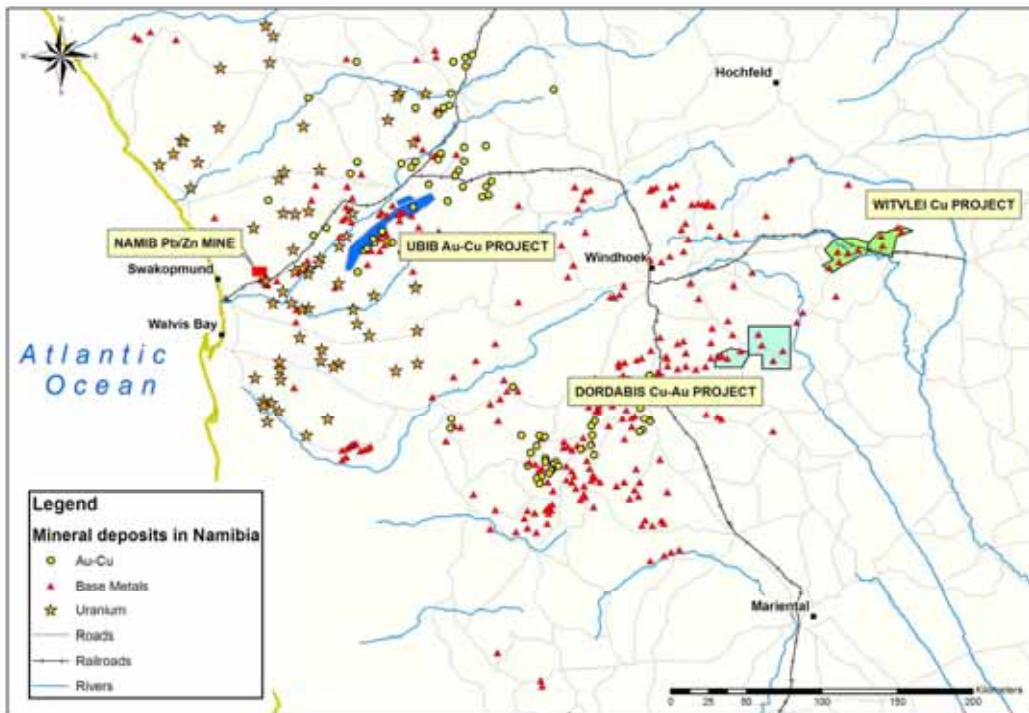 N
Hochfeld
WITVLEI Cu PROJECT
NAMIB Pb/Zn MINE
UBIB Au-Cu PROJECT
Swakopmund
Windhoek
Walvis Bay
Atlantic
Ocean
DORDABIS Cu-Au PROJECT
Legend
Mineral deposits in Namibia
Au-Cu
Base Metals
Uranium
Roads
Railroads
Rivers
Mariental
Kilometers
0 25 50 100 150 200